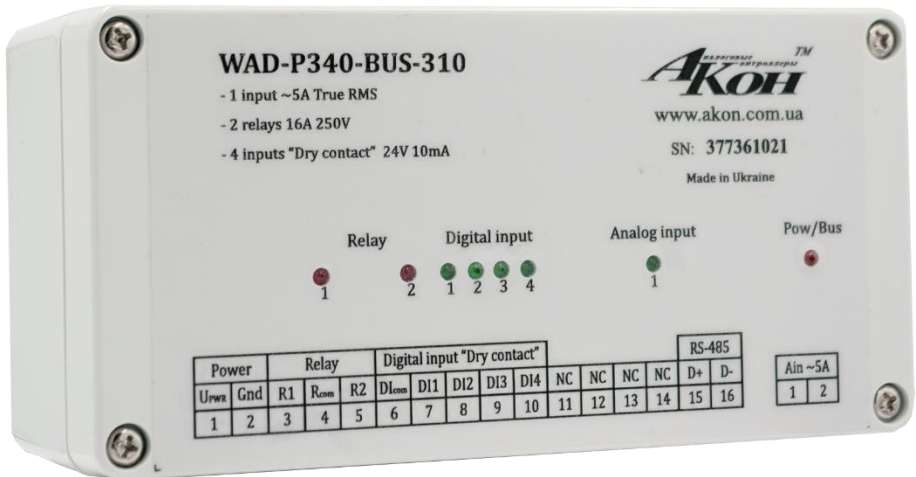 WAD-P340-BUS-310
- 1 input ~5A True RMS
- 2 relays 16A 250V
- 4 inputs "Dry contact" 24V 10mA
Аналоговые Контроллеры TM
АКОН
www.akon.com.ua
SN: 377361021
Made in Ukraine
Relay Digital input Analog input Pow/Bus
1 2 1 2 3 4 1
Power Relay Digital input "Dry contact" RS-485
UPWR Gnd R1 Rcom R2 DIcom DI1 DI2 DI3 DI4 NC NC NC NC D+ D-
1 2 3 4 5 6 7 8 9 10 11 12 13 14 15 16
Ain ~5A
1 2